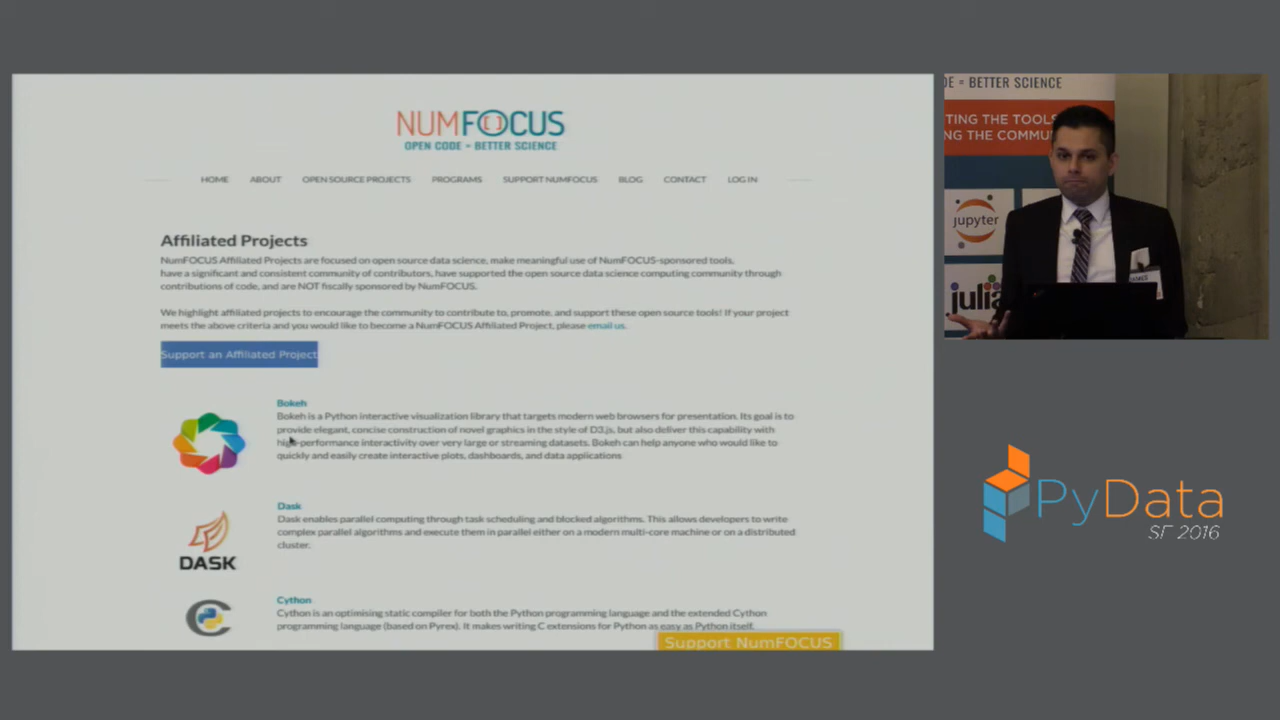 NUMFOCUS
OPEN CODE = BETTER SCIENCE
HOME ABOUT OPEN SOURCE PROJECTS PROGRAMS SUPPORT NUMFOCUS BLOG CONTACT LOG IN
Affiliated Projects
NumFOCUS Affiliated Projects are focused on open source data science, make meaningful use of NumFOCUS-sponsored tools,
have a significant and consistent community of contributors, have supported the open source data science computing community through
contributions of code, and are NOT fiscally sponsored by NumFOCUS.
We highlight affiliated projects to encourage the community to contribute to, promote, and support these open source tools! If your project
meets the above criteria and you would like to become a NumFOCUS Affiliated Project, please email us.
Support an Affiliated Project
Bokeh
Bokeh is a Python interactive visualization library that targets modern web browsers for presentation. Its goal is to
provide elegant, concise construction of novel graphics in the style of D3.js, but also deliver this capability with
high-performance interactivity over very large or streaming datasets. Bokeh can help anyone who would like to
quickly and easily create interactive plots, dashboards, and data applications
DASK
Dask
Dask enables parallel computing through task scheduling and blocked algorithms. This allows developers to write
complex parallel algorithms and execute them in parallel either on a modern multi-core machine or on a distributed
cluster.
Cython
Cython is an optimising static compiler for both the Python programming language and the extended Cython
programming language (based on Pyrex). It makes writing C extensions for Python as easy as Python itself.
Support NumFOCUS
DE = BETTER SCIENCE
TING THE TOOLS
NG THE COMMU
jupyter
julia
JAMES
PyData
SF 2016